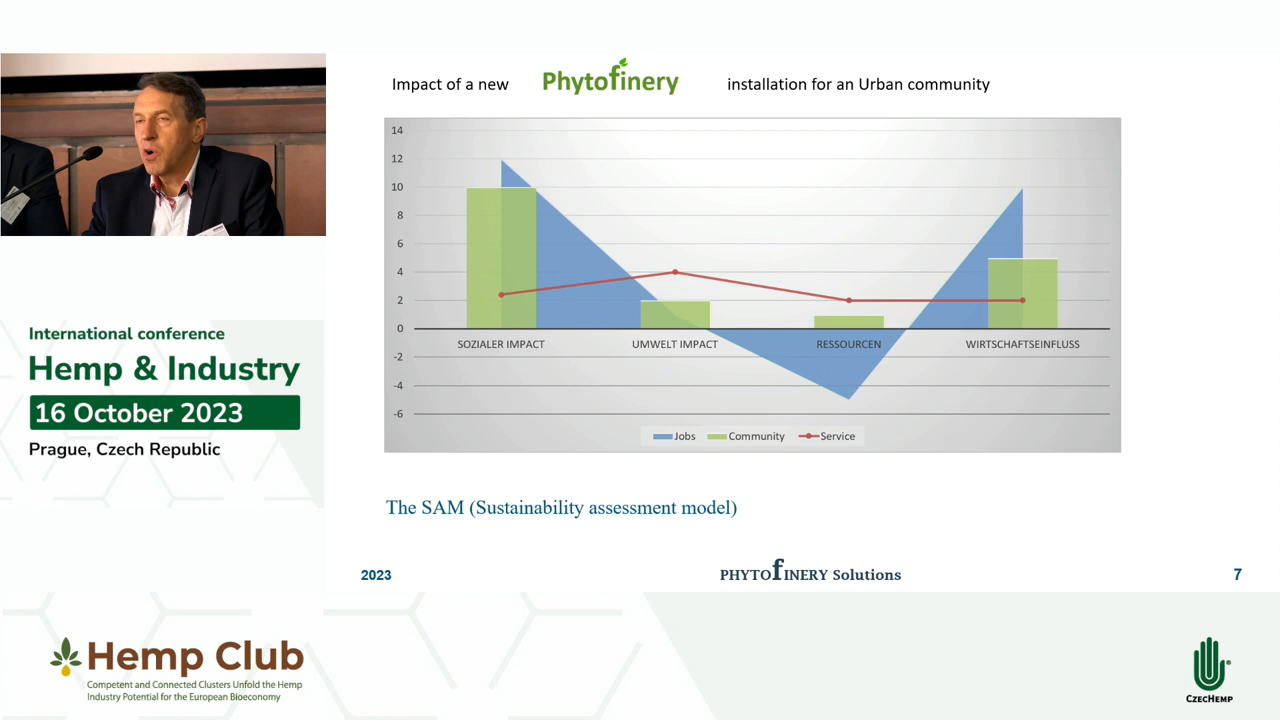 Impact of a new Phytofinery installation for an Urban community
14
12
10
8
6
4
2
0
-2
-4
-6
SOZIALER IMPACT UMWELT IMPACT RESSOURCEN WIRTSCHAFTSEINFLUSS
Jobs Community Service
The SAM (Sustainability assessment model)
2023 PHYTOfINERY Solutions 7
International conference
Hemp & Industry
16 October 2023
Prague, Czech Republic
Hemp Club
Competent and Connected Clusters Unfold the Hemp
Industry Potential for the European Bioeconomy
CZECHEMP